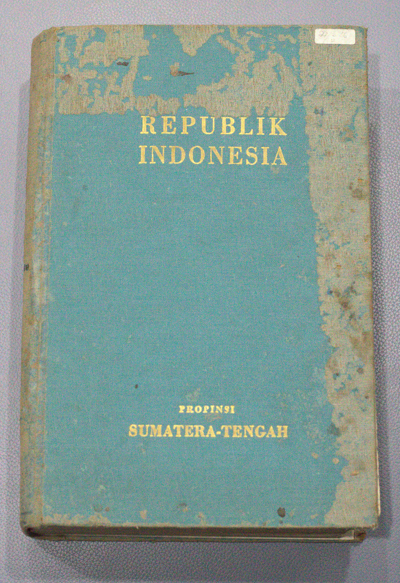 REPUBLIK
INDONESIA
PROPINSI
SUMATERA-TENGAH